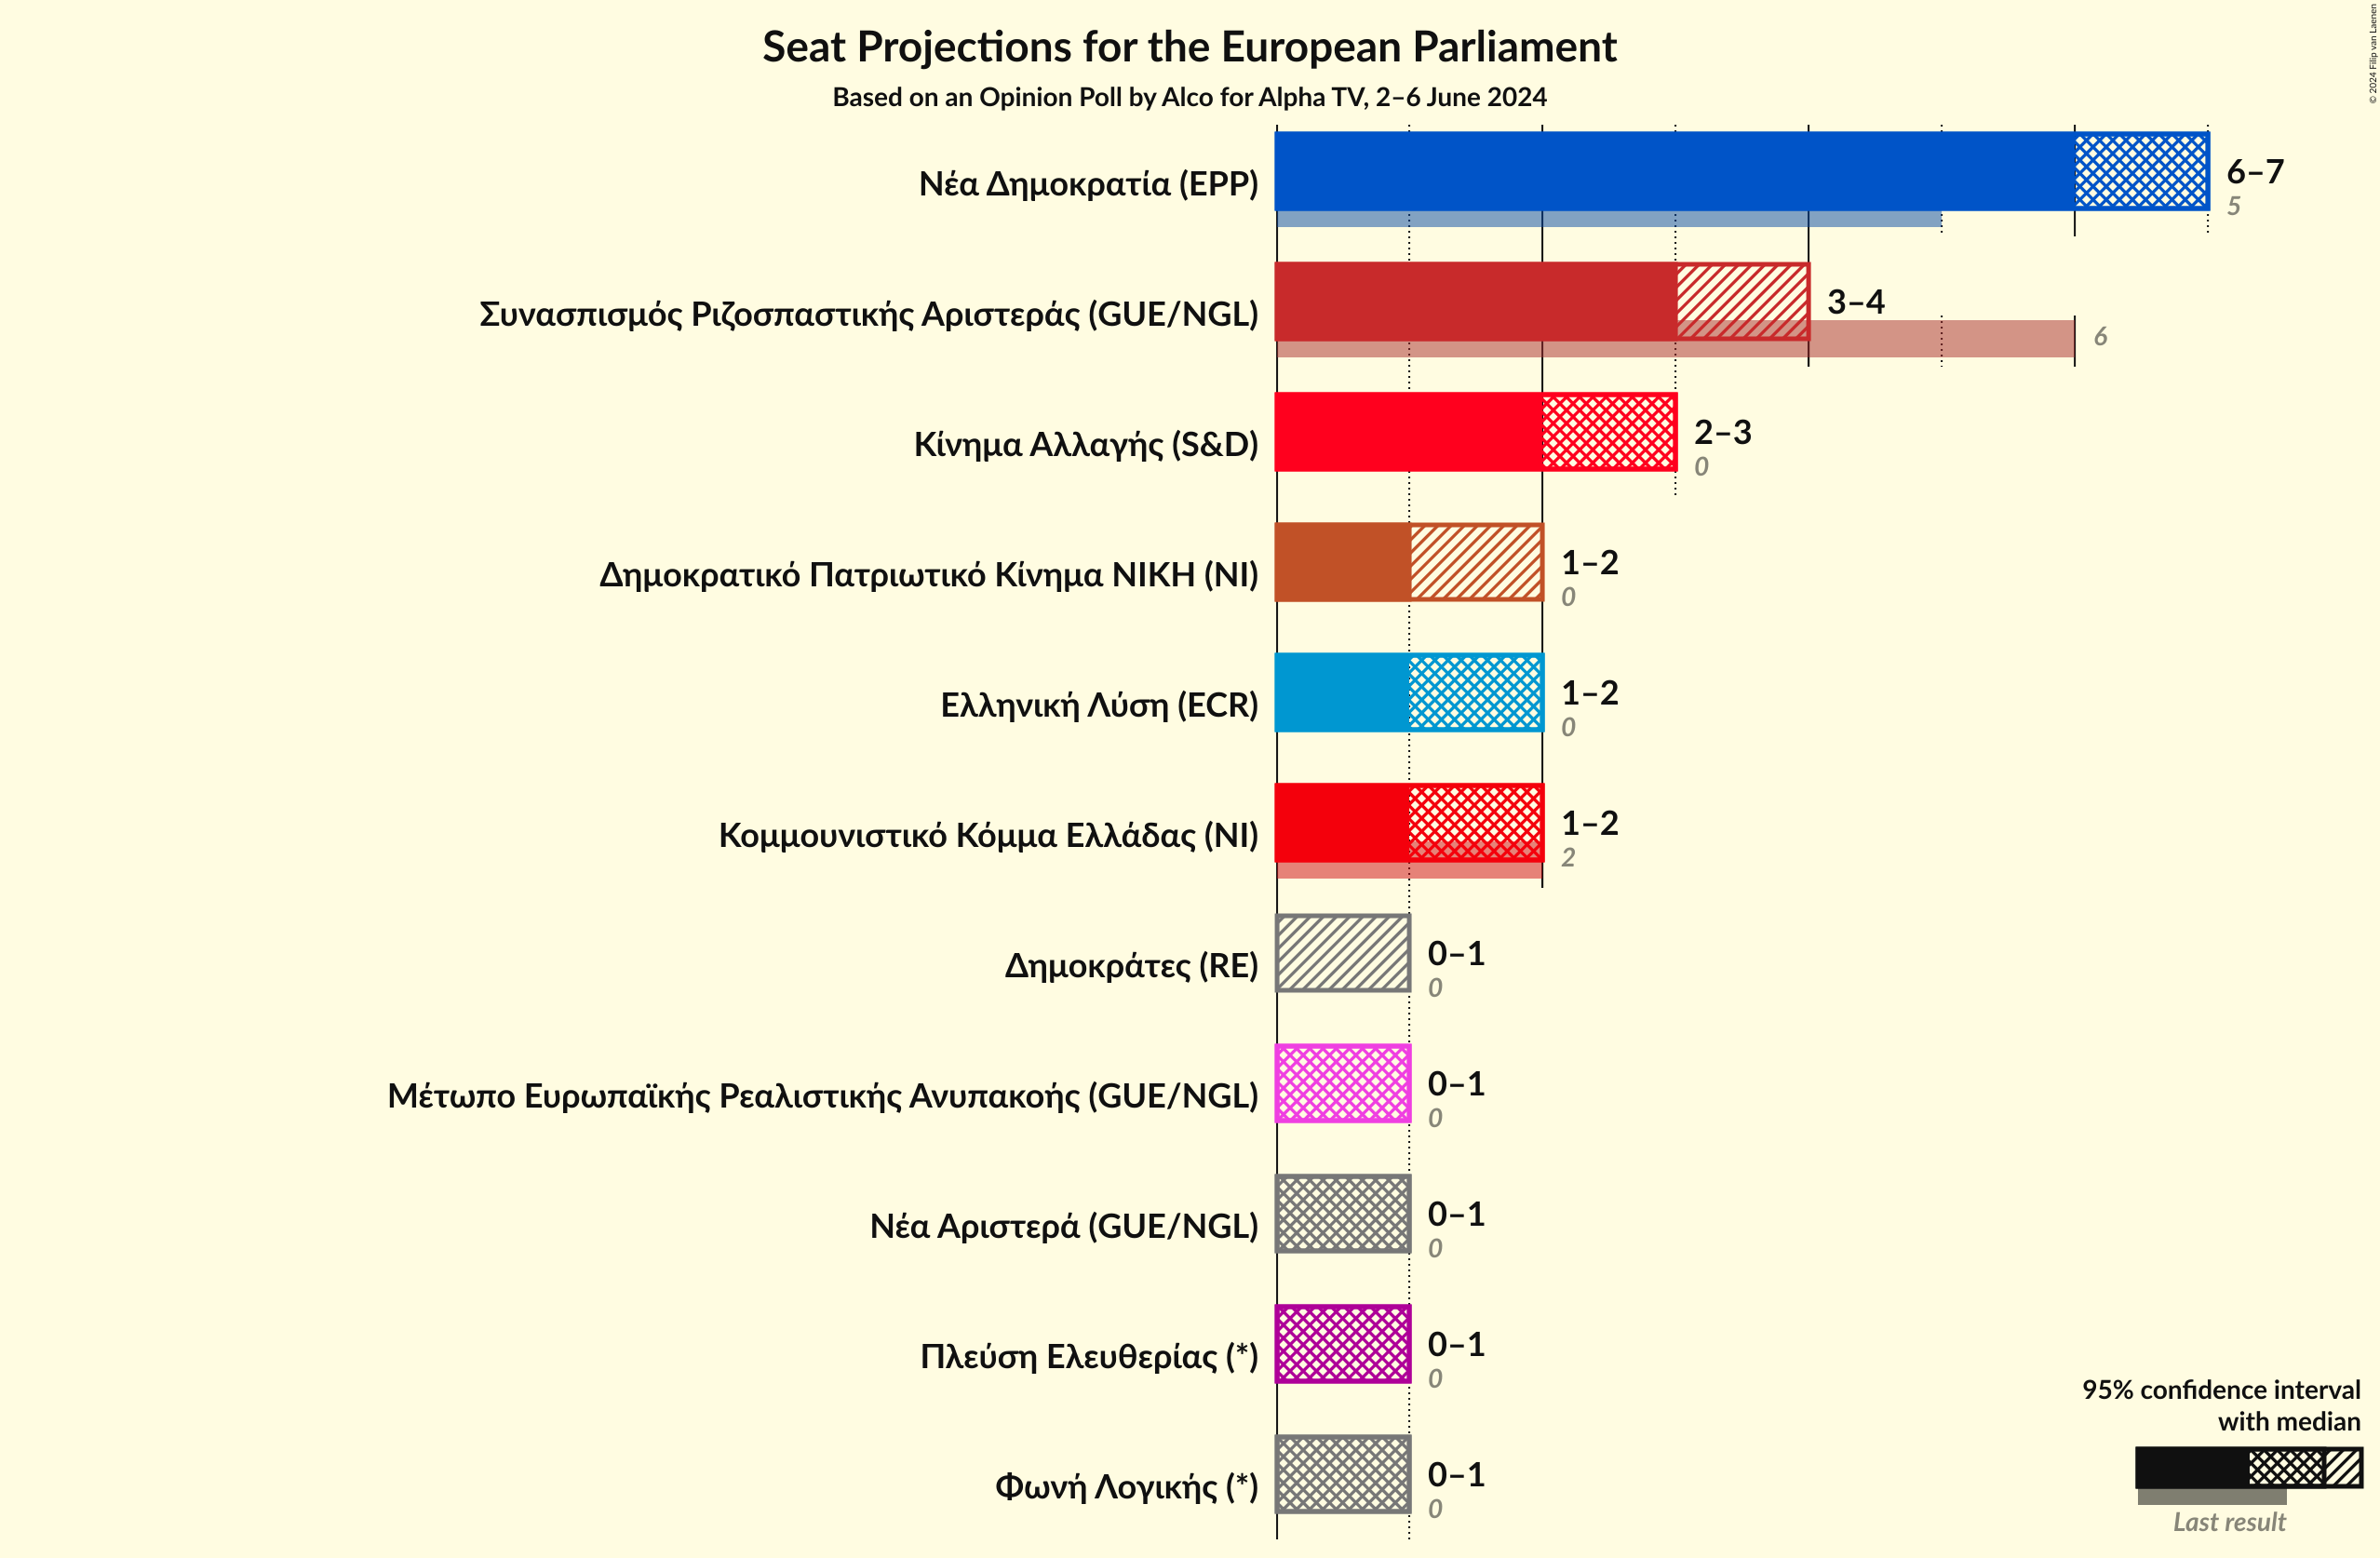 Seat Projections for the European Parliament
Based on an Opinion Poll by Alco for Alpha TV, 2–6 June 2024
© 2024 Filip van Laenen
Νέα Δημοκρατία (EPP)
6–7
5
Συνασπισμός Ριζοσπαστικής Αριστεράς (GUE/NGL)
3–4
6
Κίνημα Αλλαγής (S&D)
2–3
0
Δημοκρατικό Πατριωτικό Κίνημα ΝΙΚΗ (NI)
1–2
0
Ελληνική Λύση (ECR)
1–2
0
Κομμουνιστικό Κόμμα Ελλάδας (NI)
1–2
2
Δημοκράτες (RE)
0–1
0
Μέτωπο Ευρωπαϊκής Ρεαλιστικής Ανυπακοής (GUE/NGL)
0–1
0
Νέα Αριστερά (GUE/NGL)
0–1
0
Πλεύση Ελευθερίας (*)
0–1
0
Φωνή Λογικής (*)
0–1
0
95% confidence interval
with median
Last result